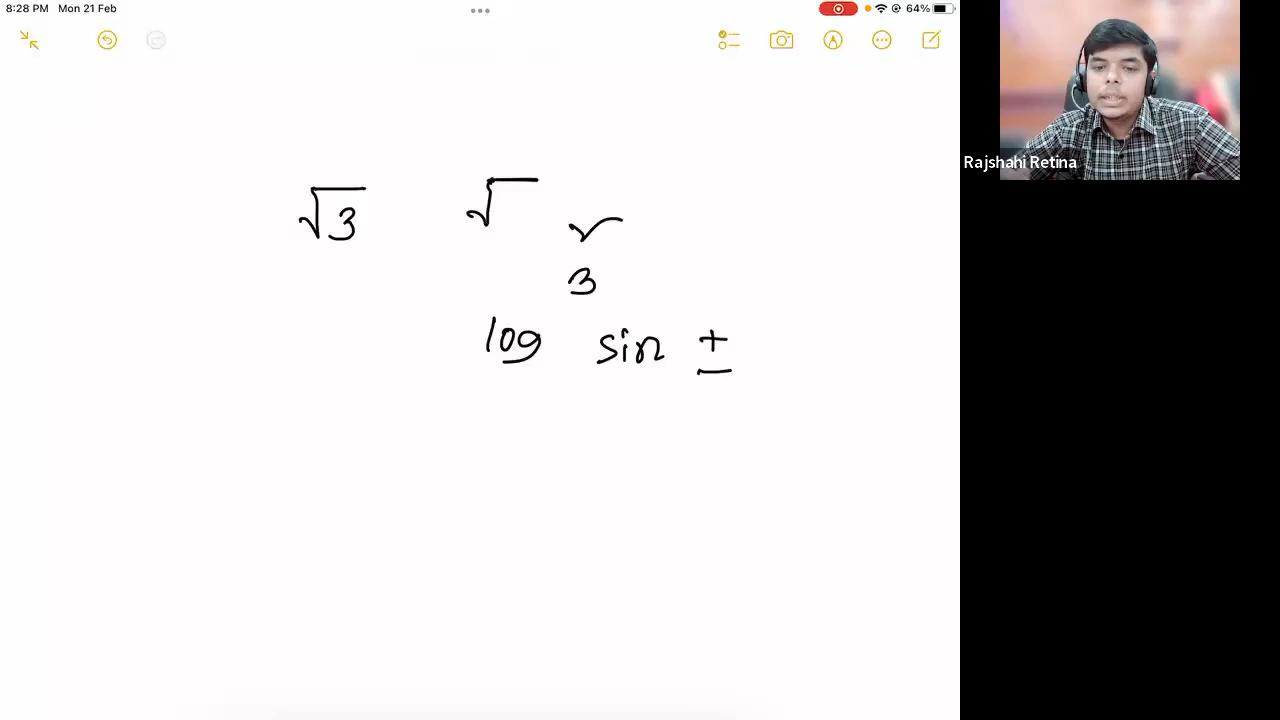 8:28 PM Mon 21 Feb
64%
Rajshahi Retina
√3 √ ✓
3
log sin +